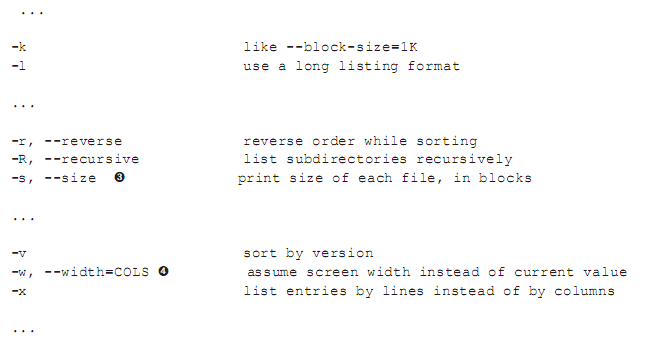 ...
-k like --block-size=1K
-l use a long listing format
...
-r, --reverse reverse order while sorting
-R, --recursive list subdirectories recursively
-s, --size ❸ print size of each file, in blocks
...
-v sort by version
-w, --width=COLS ❹ assume screen width instead of current value
-x list entries by lines instead of by columns
...